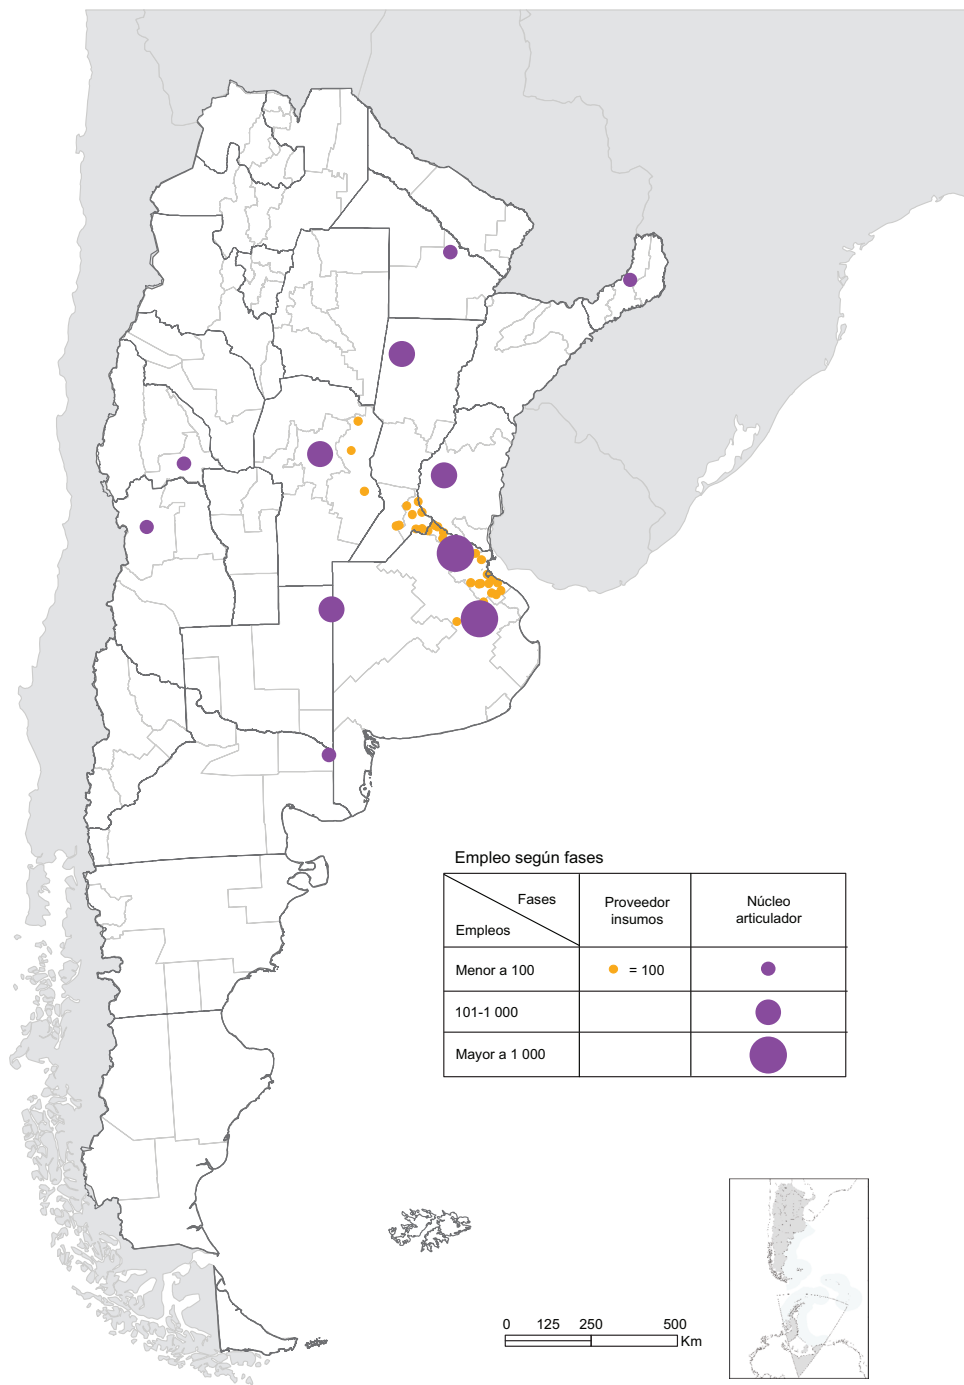 Empleo según fases
Fases
Empleos
Proveedor
insumos
Núcleo
articulador
Menor a 100
= 100
101-1 000
Mayor a 1 000
0 125 250 500
Km